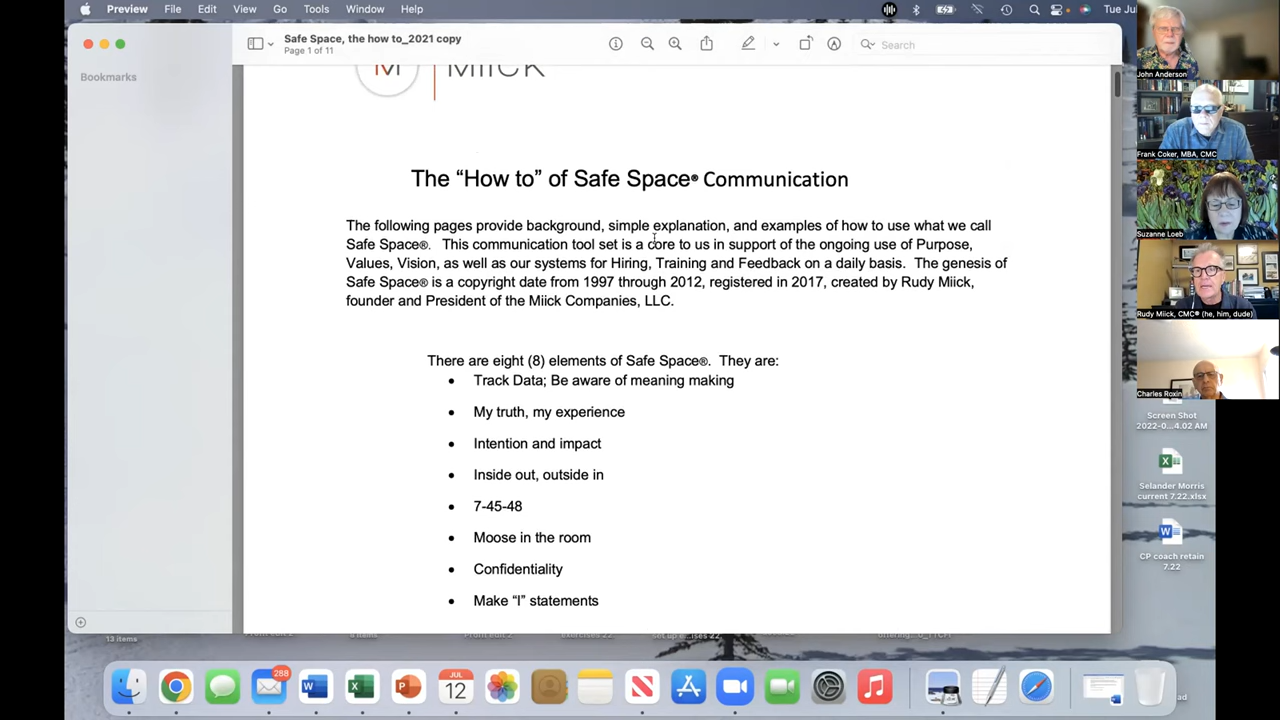 Preview File Edit View Go Tools Window Help
Tue Jul
Safe Space, the how to_2021 copy
Page 1 of 11
Search
Bookmarks
MIICK
The “How to” of Safe Space® Communication
The following pages provide background, simple explanation, and examples of how to use what we call
Safe Space®. This communication tool set is a core to us in support of the ongoing use of Purpose,
Values, Vision, as well as our systems for Hiring, Training and Feedback on a daily basis. The genesis of
Safe Space® is a copyright date from 1997 through 2012, registered in 2017, created by Rudy Miick,
founder and President of the Miick Companies, LLC.
There are eight (8) elements of Safe Space®. They are:
• Track Data; Be aware of meaning making
• My truth, my experience
• Intention and impact
• Inside out, outside in
• 7-45-48
• Moose in the room
• Confidentiality
• Make “I” statements
John Anderson
Frank Coker, MBA, CMC
Suzanne Loeb
Rudy Miick, CMC® (he, him, dude)
Charles Roxin
Screen Shot
2022-0...4.02 AM
Selander Morris
current 7.22.xlsx
CP coach retain
7.22
13 items
288
JUL
12